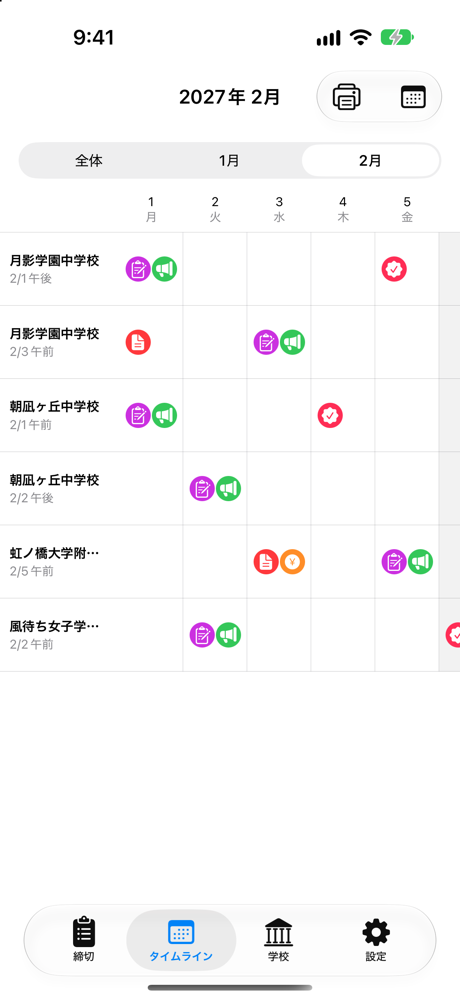 9:41
2027年 2月
全体 1月 2月
1 2 3 4 5
月 火 水 木 金
月影学園中学校
2/1午後
月影学園中学校
2/3午前
朝凪ヶ丘中学校
2/1午前
朝凪ヶ丘中学校
2/2午後
虹ノ橋大学附…
2/5午前
¥
風待ち女子学…
2/2午前
締切 タイムライン 学校 設定